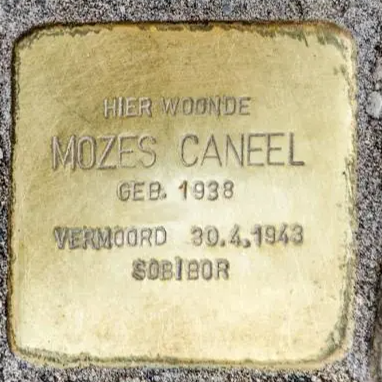 HIER WOONDE
MOZES CANEEL
GEB. 1938
VERMOORD 30.4.1943
SOBIBOR